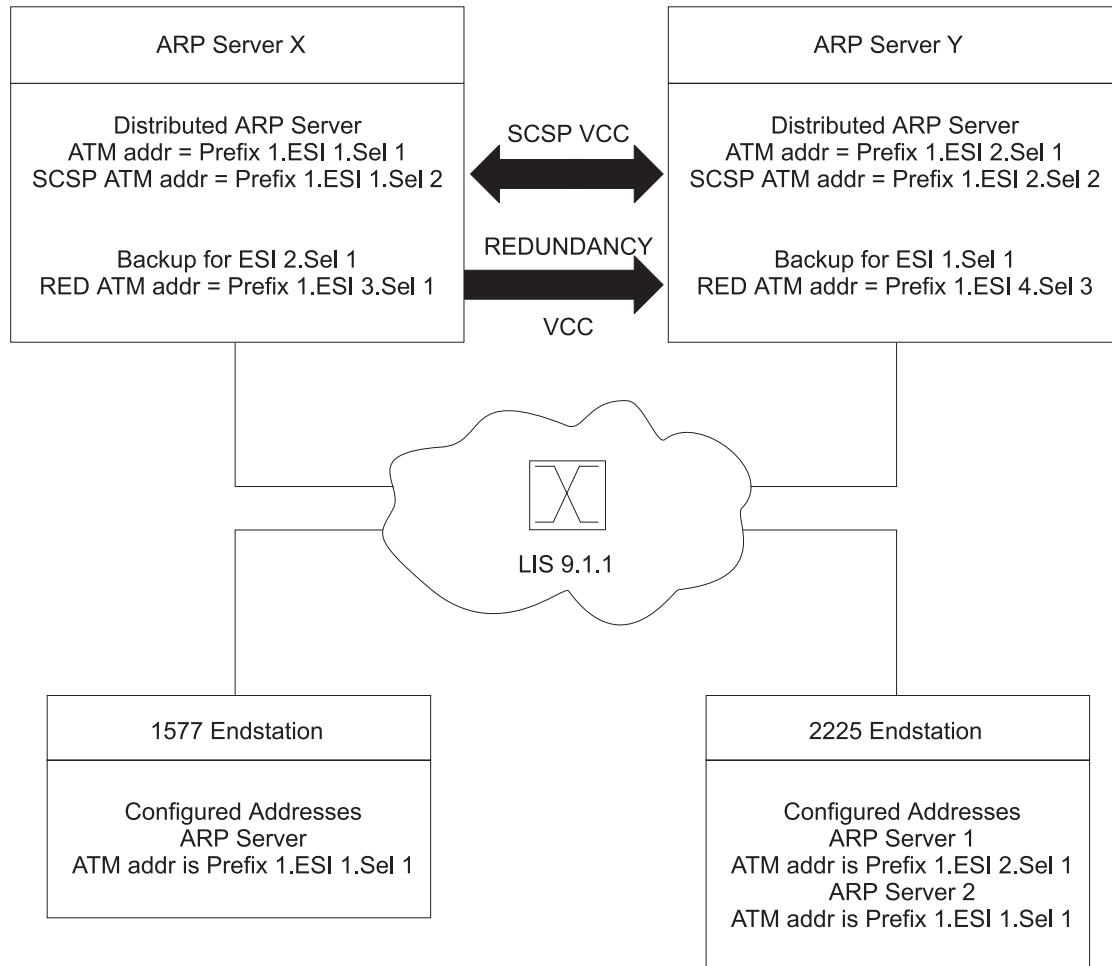 ARP Server X
Distributed ARP Server
ATM addr = Prefix 1.ESI 1.Sel 1
SCSP ATM addr = Prefix 1.ESI 1.Sel 2
Backup for ESI 2.Sel 1
RED ATM addr = Prefix 1.ESI 3.Sel 1
SCSP VCC
REDUNDANCY
VCC
ARP Server Y
Distributed ARP Server
ATM addr = Prefix 1.ESI 2.Sel 1
SCSP ATM addr = Prefix 1.ESI 2.Sel 2
Backup for ESI 1.Sel 1
RED ATM addr = Prefix 1.ESI 4.Sel 3
LIS 9.1.1
1577 Endstation
Configured Addresses
ARP Server
ATM addr is Prefix 1.ESI 1.Sel 1
2225 Endstation
Configured Addresses
ARP Server 1
ATM addr is Prefix 1.ESI 2.Sel 1
ARP Server 2
ATM addr is Prefix 1.ESI 1.Sel 1